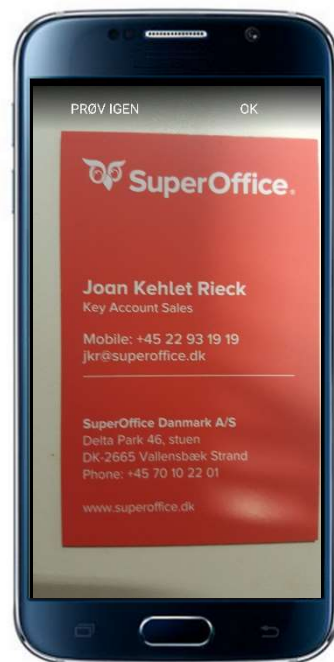 PRØV IGEN OK
SuperOffice.
Joan Kehlet Rieck
Key Account Sales
Mobile: +45 22 93 19 19
jkr@superoffice.dk
SuperOffice Danmark A/S
Delta Park 46, stuen
DK-2665 Vallensbæk Strand
Phone: +45 70 10 22 01
www.superoffice.dk